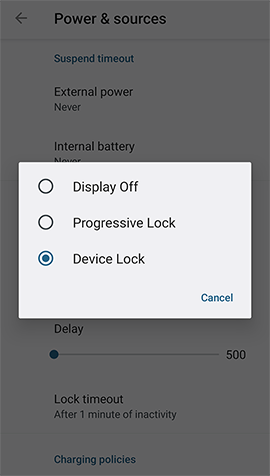 Power & sources
Suspend timeout
External power
Never
Internal battery
Never
Display Off
Progressive Lock
Device Lock
Cancel
Delay
500
Lock timeout
After 1 minute of inactivity
Charging policies